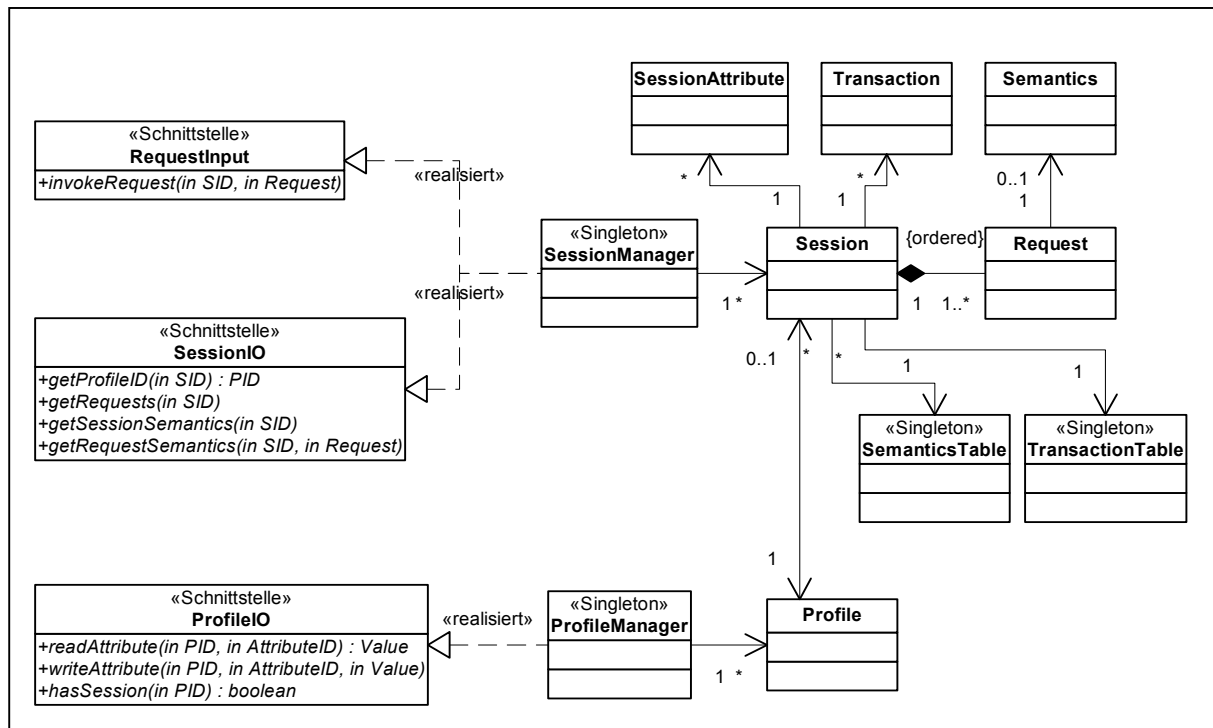 SessionAttribute
Transaction
Semantics
«Schnittstelle»
RequestInput
+invokeRequest(in SID, in Request)
«realisiert»
*
1
1
*
0..1
1
«Singleton»
SessionManager
Session
{ordered}
Request
1 *
1
1..*
«realisiert»
«Schnittstelle»
SessionIO
+getProfileID(in SID) : PID
+getRequests(in SID)
+getSessionSemantics(in SID)
+getRequestSemantics(in SID, in Request)
0..1
*
*
1
1
«Singleton»
SemanticsTable
«Singleton»
TransactionTable
1
«Schnittstelle»
ProfileIO
+readAttribute(in PID, in AttributeID) : Value
+writeAttribute(in PID, in AttributeID, in Value)
+hasSession(in PID) : boolean
«realisiert»
«Singleton»
ProfileManager
1 *
Profile